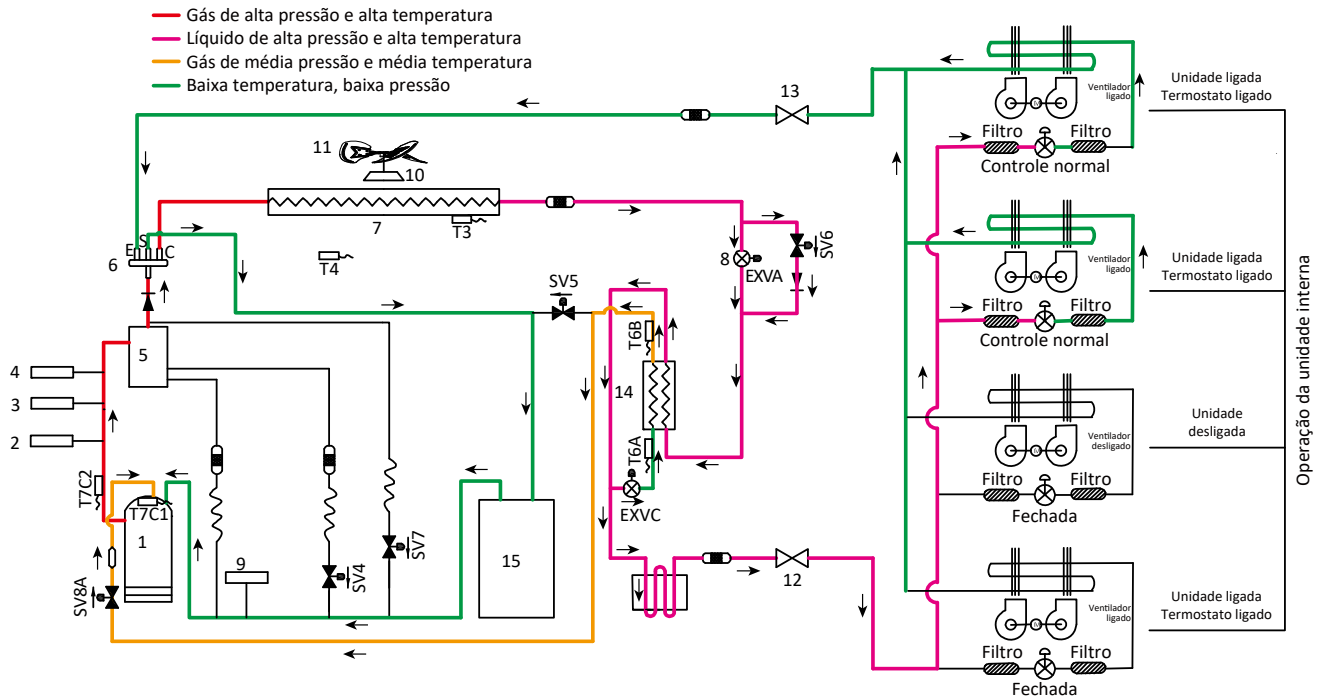 Gás de alta pressão e alta temperatura
Líquido de alta pressão e alta temperatura
Gás de média pressão e média temperatura
Baixa temperatura, baixa pressão
13
11
10
7
T3
T4
E
S
C
6
5
4
3
2
T7C2
T7C1
1
SV8A
9
SV4
SV7
15
SV5
T6B
14
T6A
EXVC
8
EXVA
SV6
12
M
Ventilador
ligado
Filtro
Filtro
Controle normal
Unidade ligada
Termostato ligado
M
Ventilador
ligado
Filtro
Filtro
Controle normal
Unidade ligada
Termostato ligado
M
Ventilador
desligado
Filtro
Filtro
Fechada
Unidade
desligada
M
Ventilador
ligado
Filtro
Filtro
Fechada
Unidade ligada
Termostato ligado
Operação da unidade interna